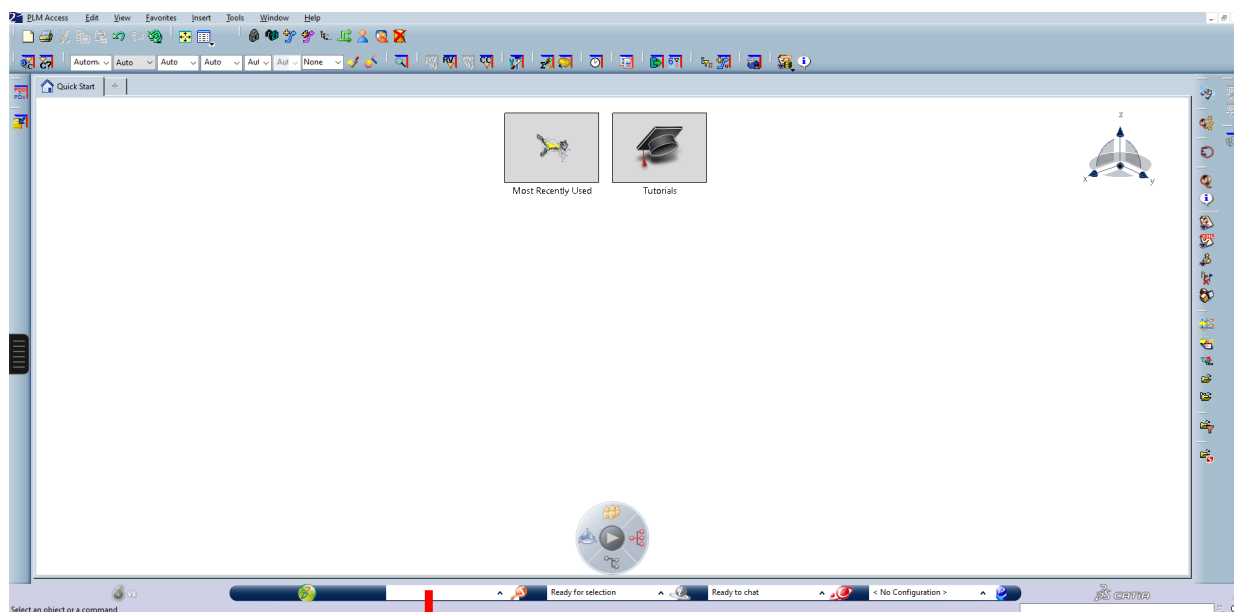 PLM Access Edit View Favorites Insert Tools Window Help
Auto Auto Auto None
Quick Start
Most Recently Used Tutorials
z
x y
Ready for selection Ready to chat < No Configuration > CATIA
Select an object or a command